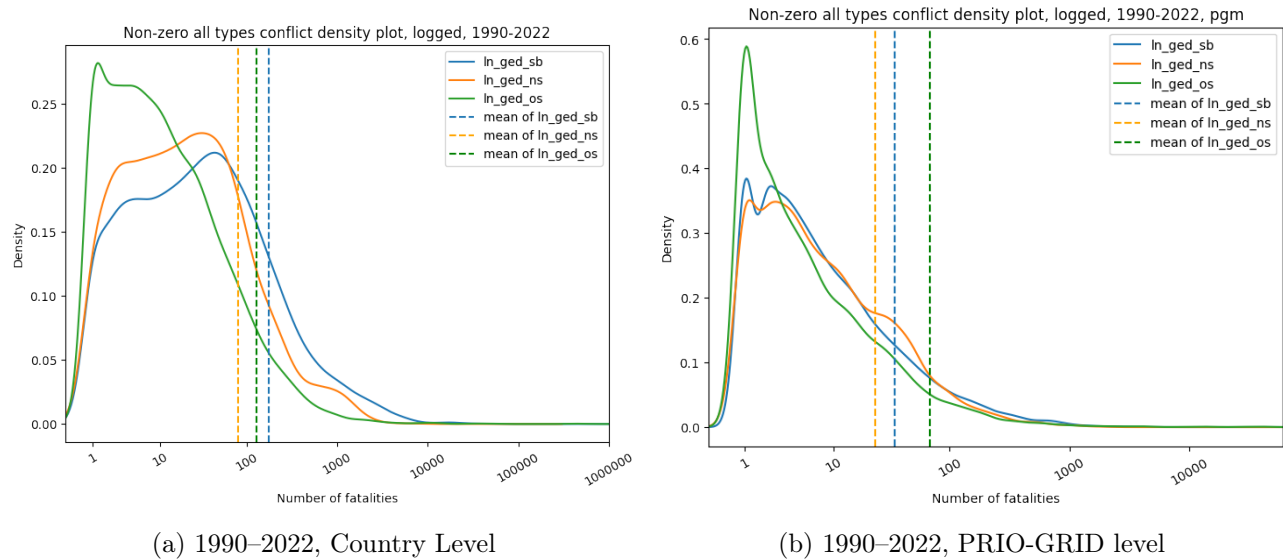 Non-zero all types conflict density plot, logged, 1990-2022
ln_ged_sb
ln_ged_ns
ln_ged_os
mean of ln_ged_sb
mean of ln_ged_ns
mean of ln_ged_os
Density
0.25
0.20
0.15
0.10
0.05
0.00
1
10
100
1000
10000
100000
1000000
Number of fatalities
(a) 1990–2022, Country Level
Non-zero all types conflict density plot, logged, 1990-2022, pgm
ln_ged_sb
ln_ged_ns
ln_ged_os
mean of ln_ged_sb
mean of ln_ged_ns
mean of ln_ged_os
Density
0.6
0.5
0.4
0.3
0.2
0.1
0.0
1
10
100
1000
10000
Number of fatalities
(b) 1990–2022, PRIO-GRID level